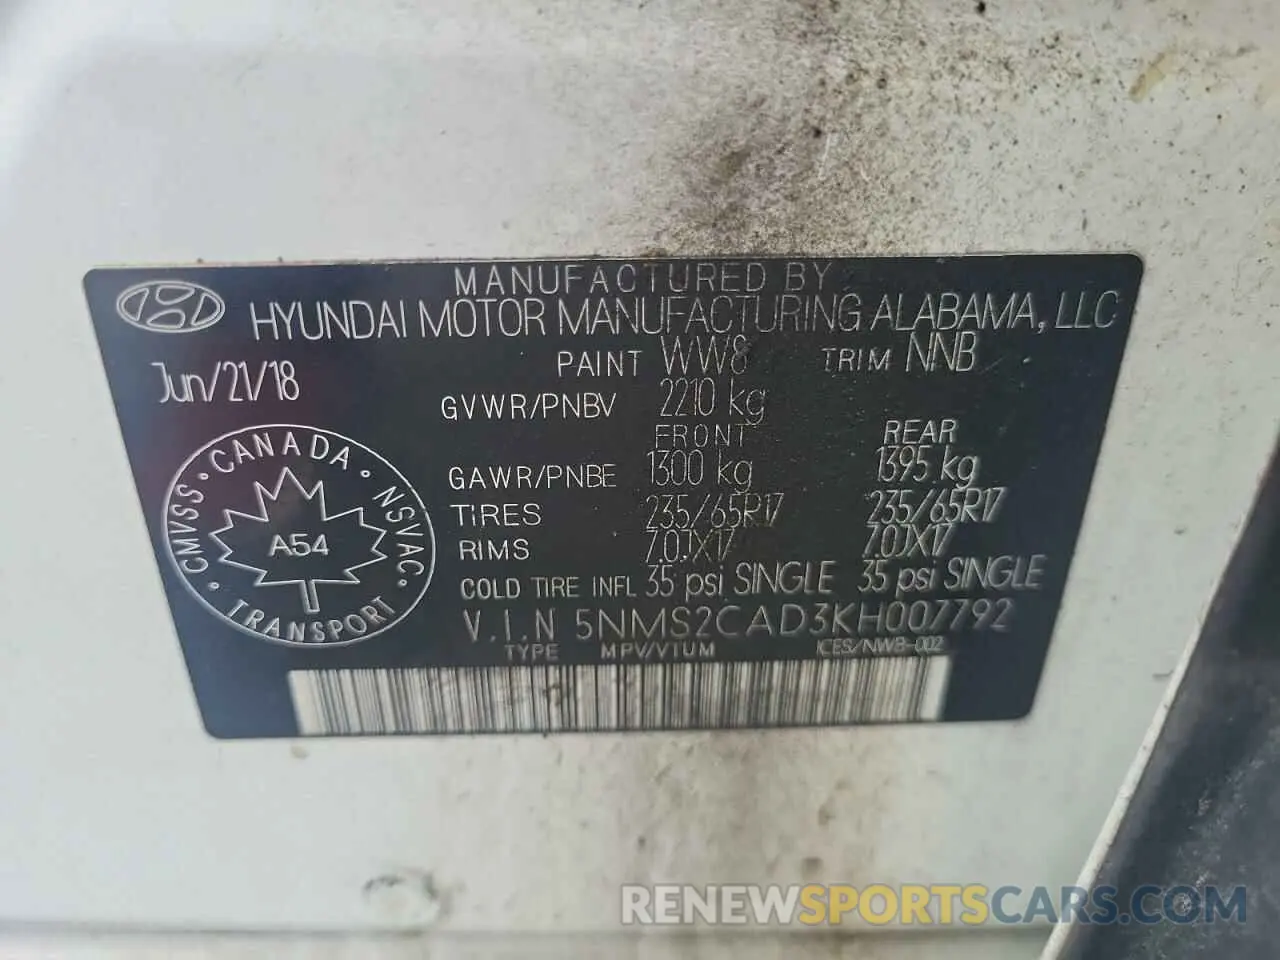 MANUFACTURED BY
HYUNDAI MOTOR MANUFACTURING ALABAMA, LLC
Jun/21/18
PAINT WW8 TRIM NNB
GVWR/PNBV 2210 kg
FRONT REAR
GAWR/PNBE 1300 kg 1395 kg
TIRES 235/65R17 235/65R17
RIMS 7.0JX17 7.0JX17
COLD TIRE INFL 35 psi SINGLE 35 psi SINGLE
V.I.N 5NMS2CAD3KH007792
TYPE MPV/VTUM ICES/NWB-002
CANADA
CMVSS · NSVAC
A54
TRANSPORT
RENEWSPORTSCARS.COM